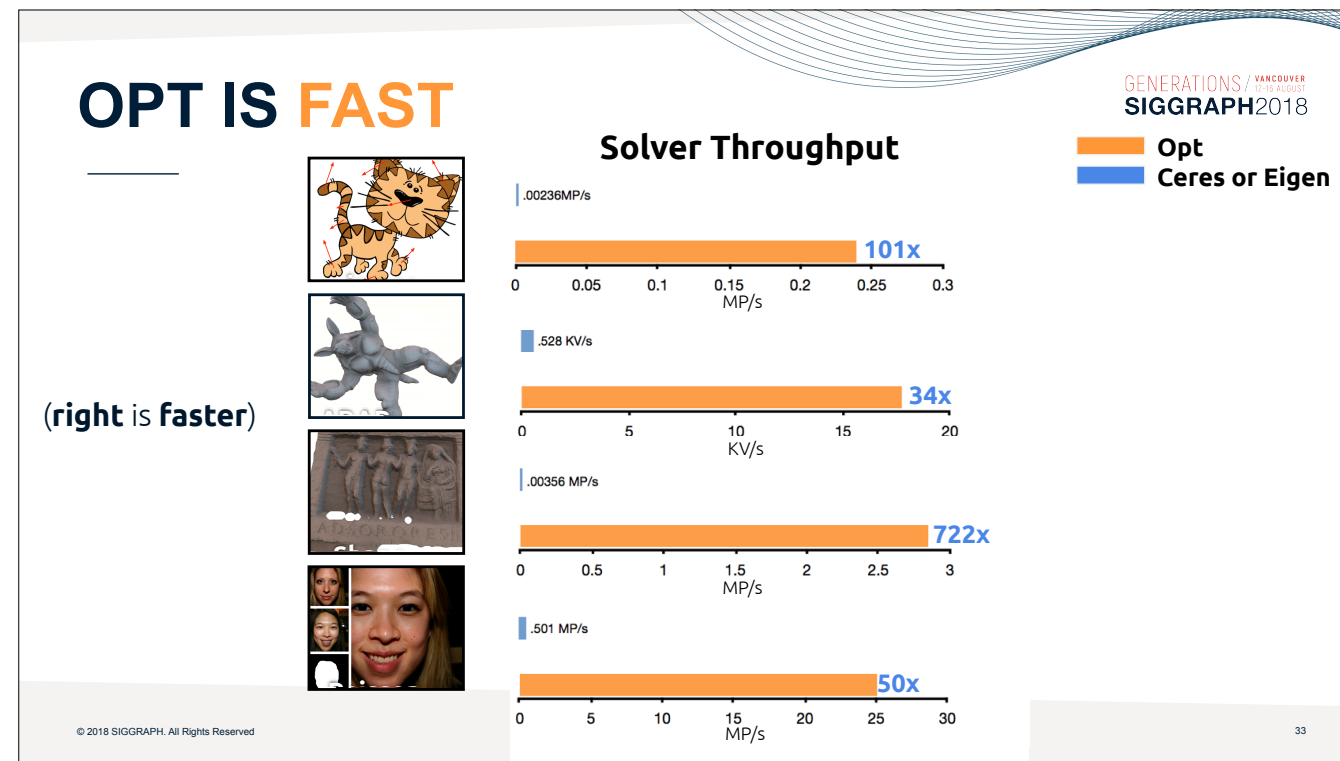 OPT IS FAST
GENERATIONS / VANCOUVER 12-16 AUGUST
SIGGRAPH2018
Solver Throughput
Opt
Ceres or Eigen
.00236MP/s
101x
0 0.05 0.1 0.15 0.2 0.25 0.3
MP/s
.528 KV/s
34x
(right is faster)
0 5 10 15 20
KV/s
.00356 MP/s
722x
0 0.5 1 1.5 2 2.5 3
MP/s
.501 MP/s
50x
0 5 10 15 20 25 30
MP/s
© 2018 SIGGRAPH. All Rights Reserved
33